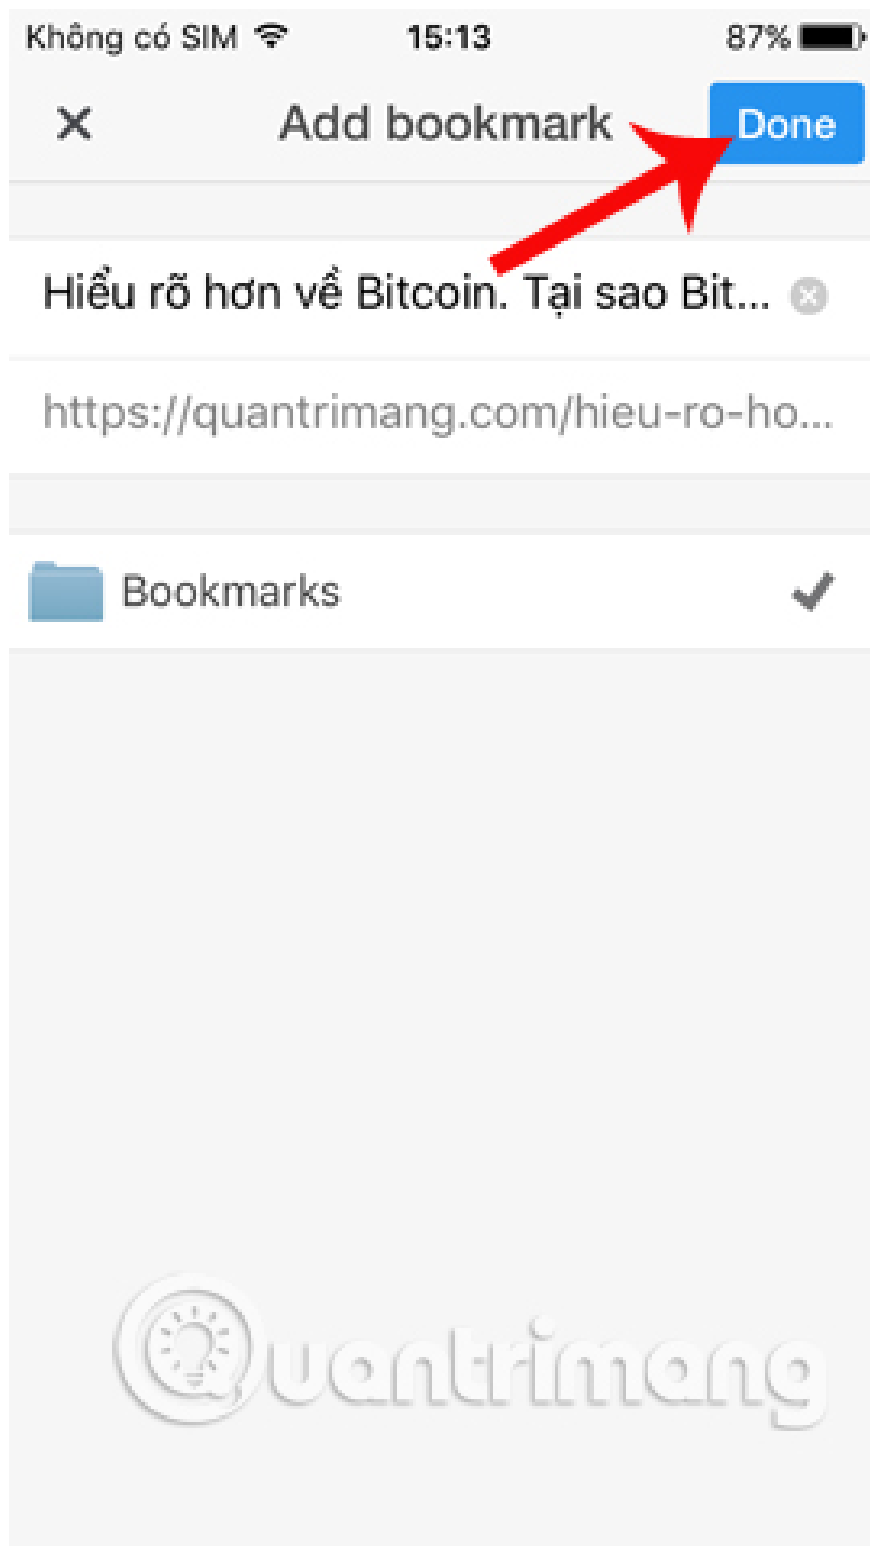 Không có SIM 15:13 87%
Add bookmark Done
Hiểu rõ hơn về Bitcoin. Tại sao Bit...
https://quantrimang.com/hieu-ro-ho...
Bookmarks
Quantrimang